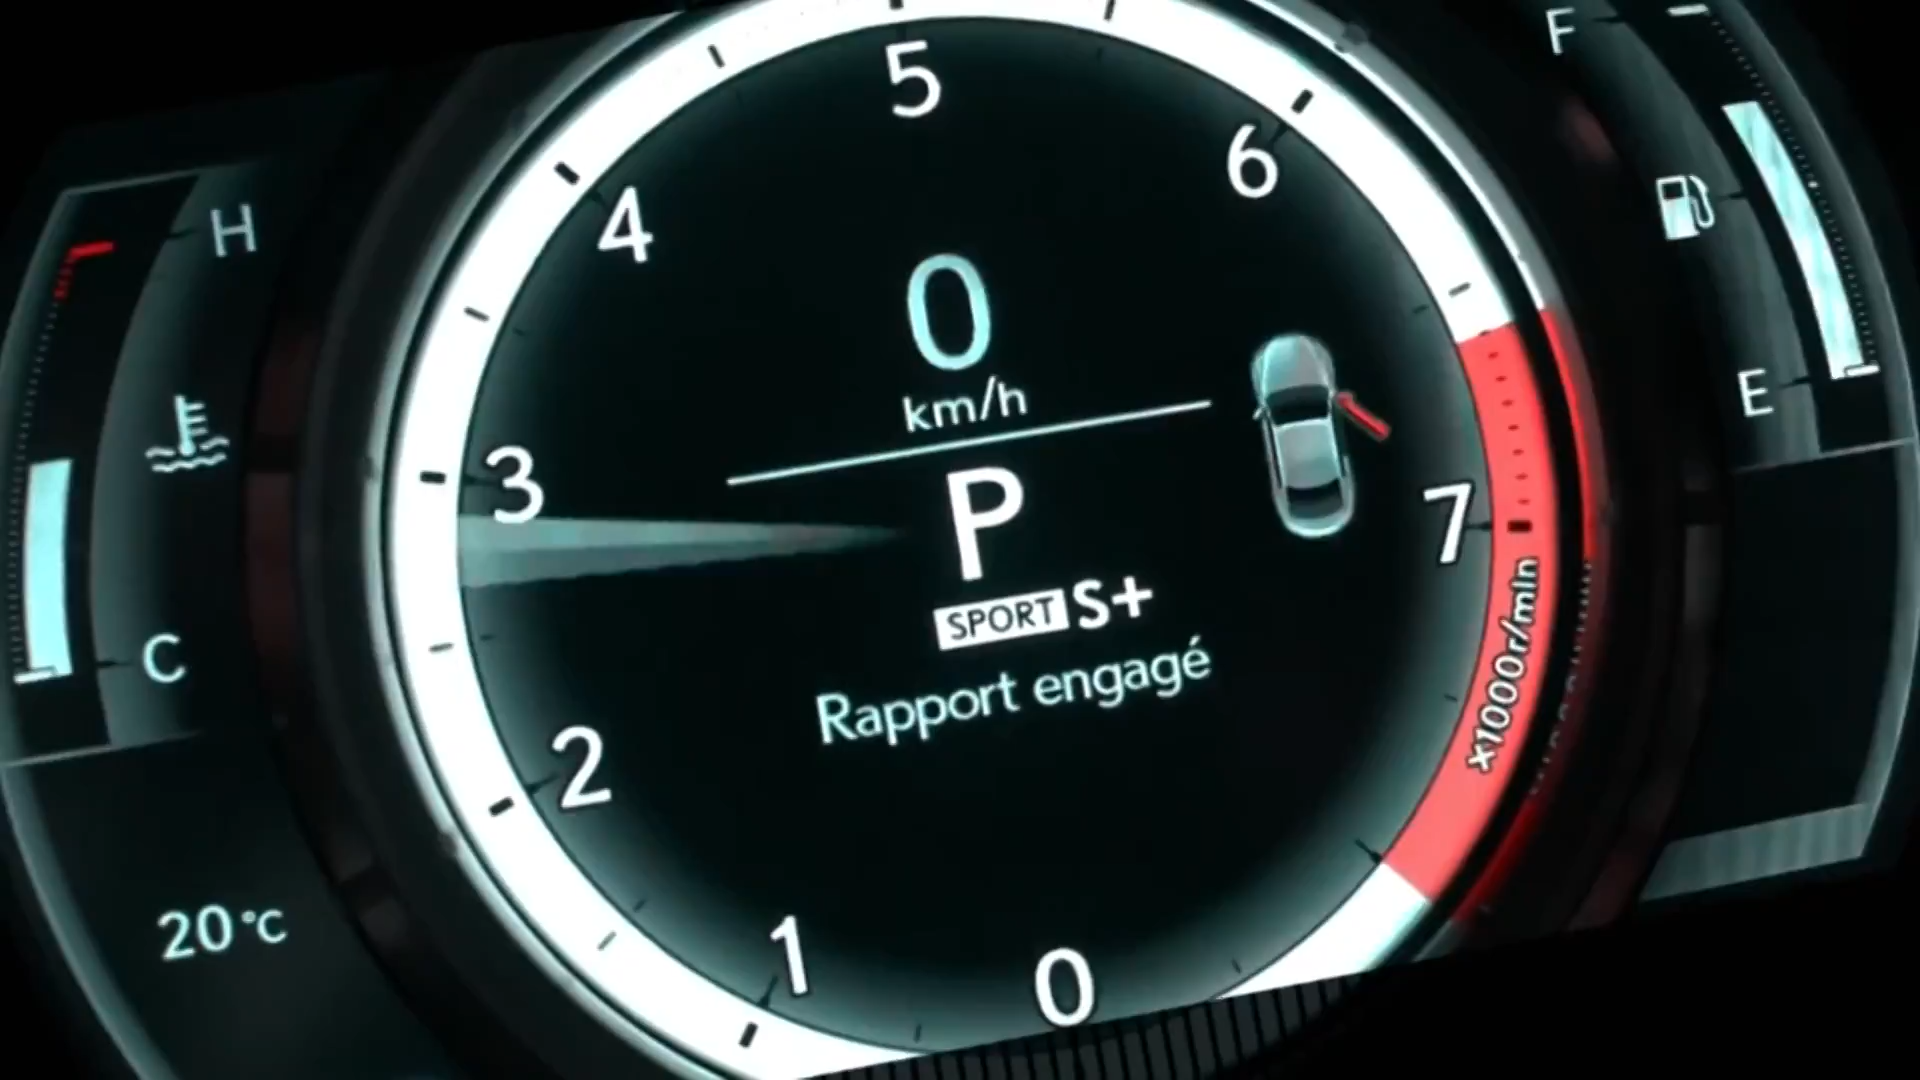 5
6
4
3
2
1
0
7
x1000r/min
0
km/h
P
SPORT S+
Rapport engagé
H
C
20°C
F
E